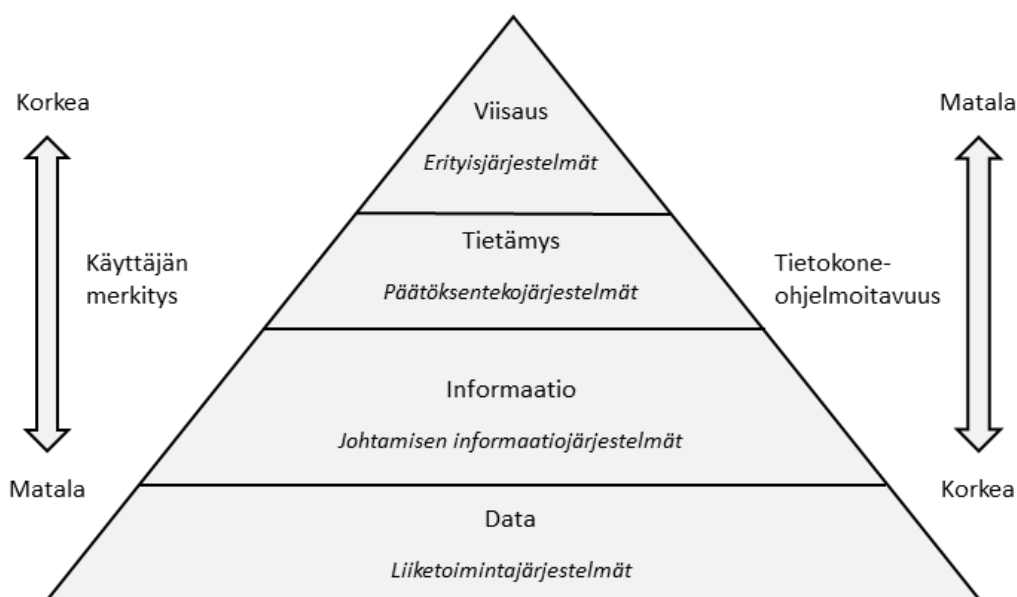 Korkea
Matala
Viisaus
Erityisjärjestelmät
Tietämys
Käyttäjän
merkitys
Tietokone-
ohjelmoitavuus
Päätöksentekojärjestelmät
Informaatio
Johtamisen informaatiojärjestelmät
Matala
Korkea
Data
Liiketoimintajärjestelmät